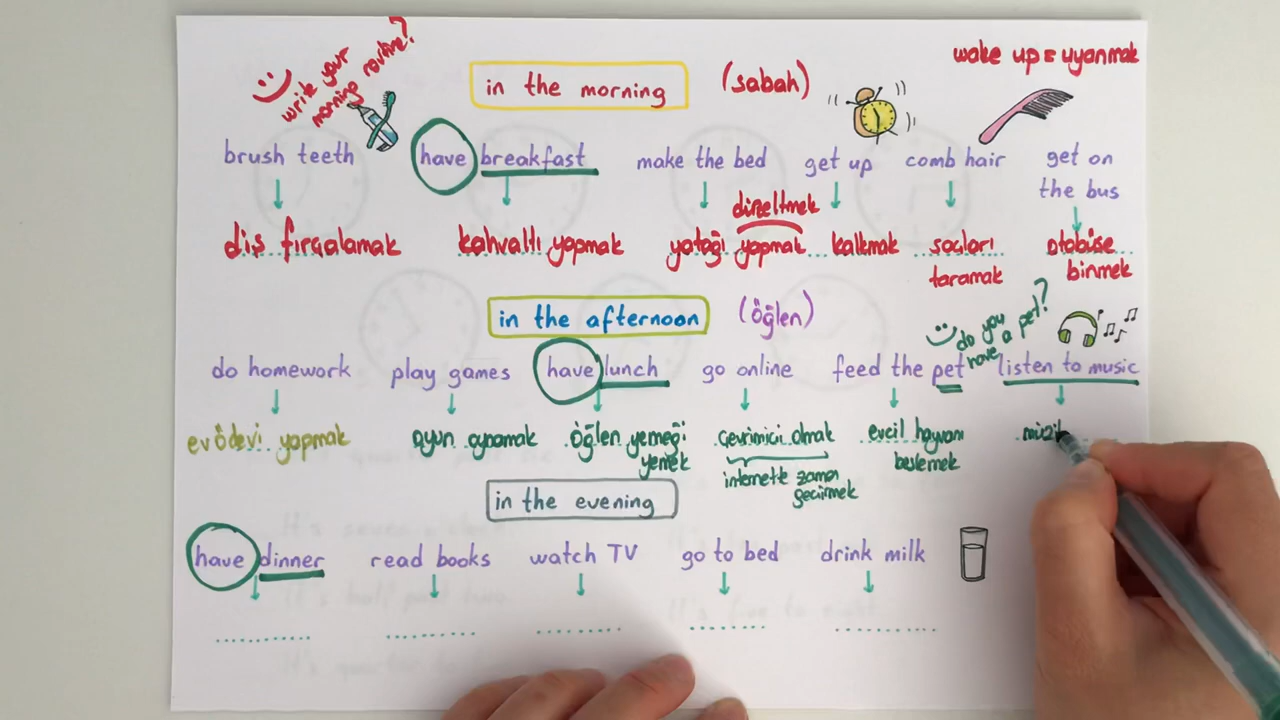 write your
morning routine?
in the morning
(sabah)
wake up = uyanmak
brush teeth
have breakfast
make the bed
get up
comb hair
get on
the bus
diş fırçalamak
kahvaltı yapmak
düzeltmek
yatağı yapmak
kalkmak
saçları
taramak
otobüse
binmek
in the afternoon
(öğlen)
do you
have a pet?
do homework
play games
have lunch
go online
feed the pet
listen to music
ev ödevi yapmak
oyun oynamak
öğlen yemeği
yemek
çevrimiçi olmak
internette zaman
geçirmek
evcil hayvanı
beslemek
müzik
in the evening
have dinner
read books
watch TV
go to bed
drink milk